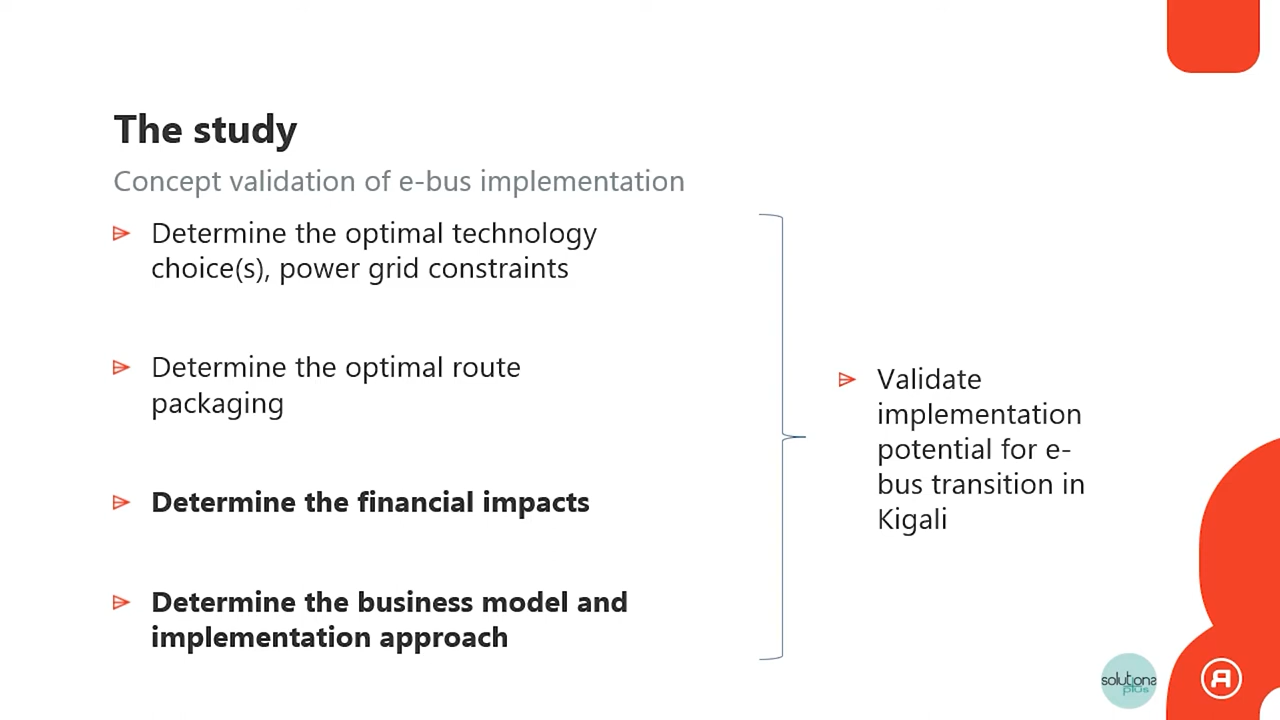 The study
Concept validation of e-bus implementation
Determine the optimal technology
choice(s), power grid constraints
Determine the optimal route
packaging
Determine the financial impacts
Determine the business model and
implementation approach
Validate
implementation
potential for e-
bus transition in
Kigali
solutions
plus